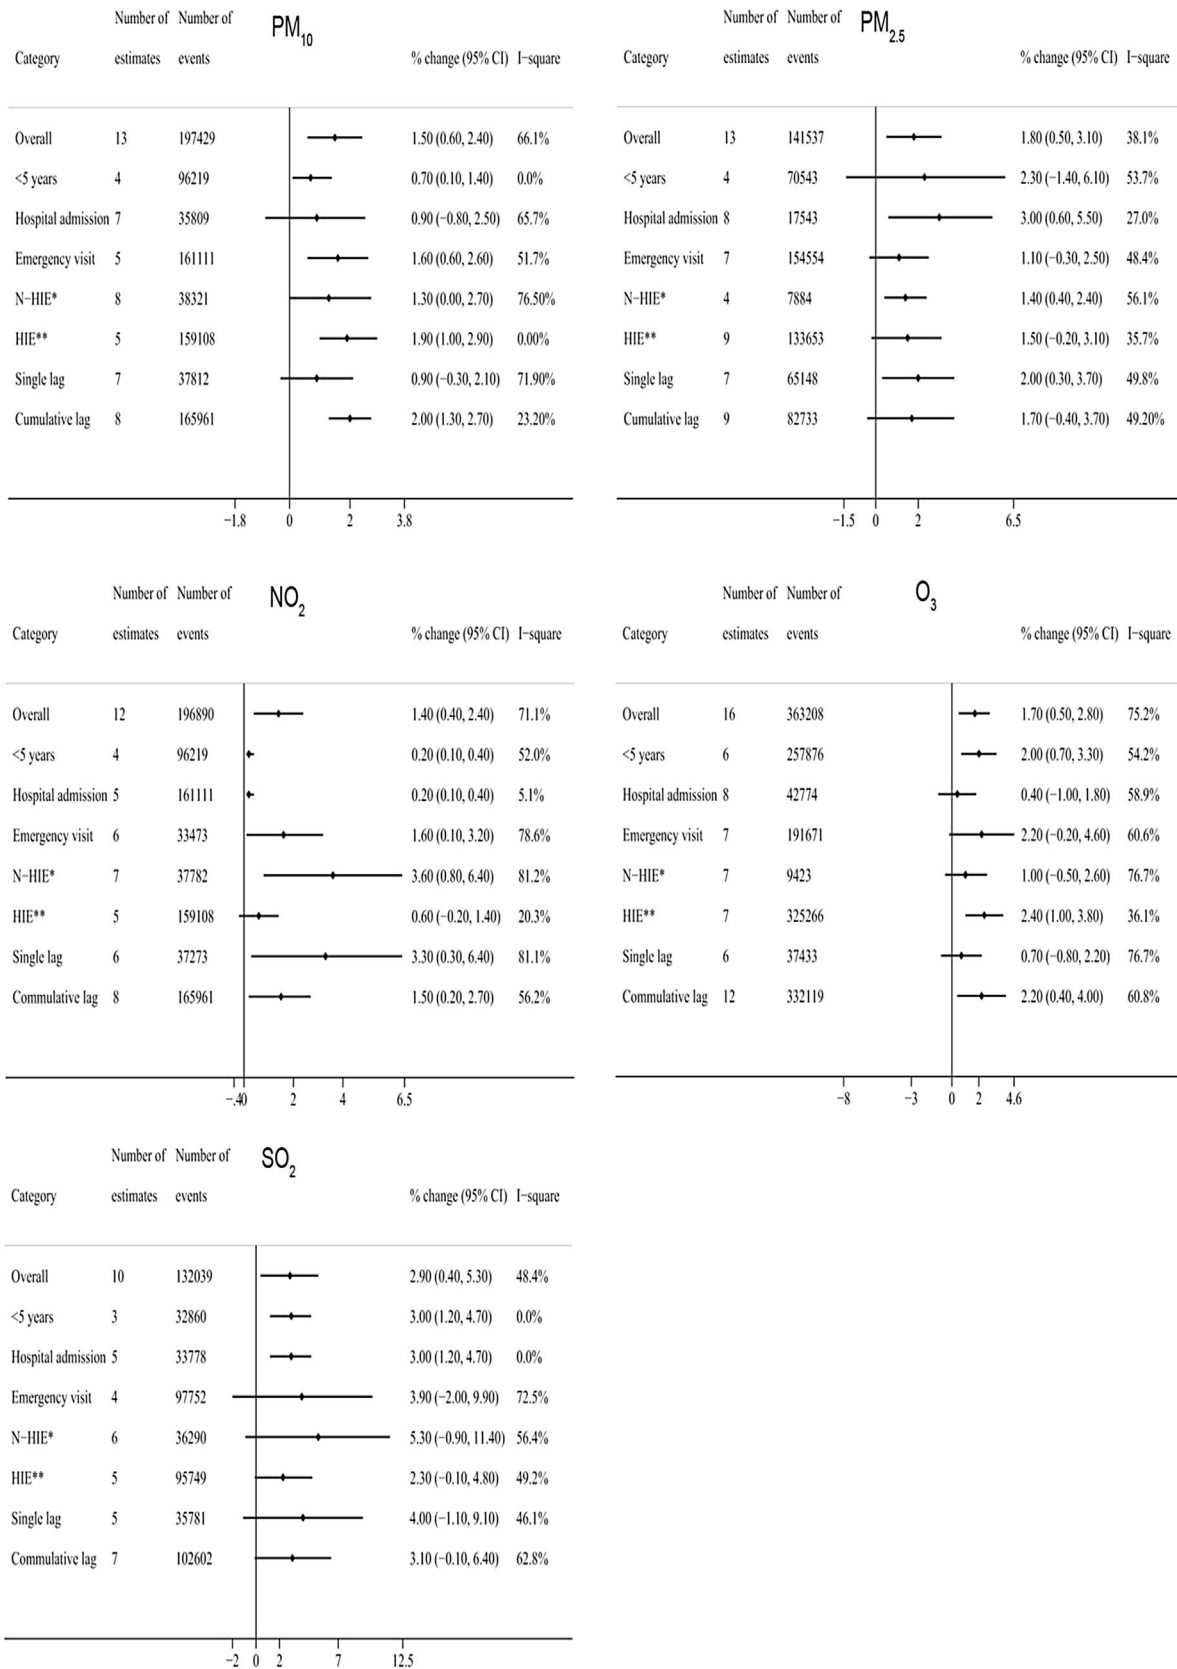 Number of Number of
PM10
Category estimates events % change (95% CI) I−square
Overall 13 197429 1.50 (0.60, 2.40) 66.1%
<5 years 4 96219 0.70 (0.10, 1.40) 0.0%
Hospital admission 7 35809 0.90 (−0.80, 2.50) 65.7%
Emergency visit 5 161111 1.60 (0.60, 2.60) 51.7%
N−HIE* 8 38321 1.30 (0.00, 2.70) 76.50%
HIE** 5 159108 1.90 (1.00, 2.90) 0.00%
Single lag 7 37812 0.90 (−0.30, 2.10) 71.90%
Cumulative lag 8 165961 2.00 (1.30, 2.70) 23.20%
−1.8 0 2 3.8
Number of Number of
PM2.5
Category estimates events % change (95% CI) I−square
Overall 13 141537 1.80 (0.50, 3.10) 38.1%
<5 years 4 70543 2.30 (−1.40, 6.10) 53.7%
Hospital admission 8 17543 3.00 (0.60, 5.50) 27.0%
Emergency visit 7 154554 1.10 (−0.30, 2.50) 48.4%
N−HIE* 4 7884 1.40 (0.40, 2.40) 56.1%
HIE** 9 133653 1.50 (−0.20, 3.10) 35.7%
Single lag 7 65148 2.00 (0.30, 3.70) 49.8%
Cumulative lag 9 82733 1.70 (−0.40, 3.70) 49.20%
−1.5 0 2 6.5
Number of Number of
NO2
Category estimates events % change (95% CI) I−square
Overall 12 196890 1.40 (0.40, 2.40) 71.1%
<5 years 4 96219 0.20 (0.10, 0.40) 52.0%
Hospital admission 5 161111 0.20 (0.10, 0.40) 5.1%
Emergency visit 6 33473 1.60 (0.10, 3.20) 78.6%
N−HIE* 7 37782 3.60 (0.80, 6.40) 81.2%
HIE** 5 159108 0.60 (−0.20, 1.40) 20.3%
Single lag 6 37273 3.30 (0.30, 6.40) 81.1%
Commulative lag 8 165961 1.50 (0.20, 2.70) 56.2%
−.40 2 4 6.5
Number of Number of
O3
Category estimates events % change (95% CI) I−square
Overall 16 363208 1.70 (0.50, 2.80) 75.2%
<5 years 6 257876 2.00 (0.70, 3.30) 54.2%
Hospital admission 8 42774 0.40 (−1.00, 1.80) 58.9%
Emergency visit 7 191671 2.20 (−0.20, 4.60) 60.6%
N−HIE* 7 9423 1.00 (−0.50, 2.60) 76.7%
HIE** 7 325266 2.40 (1.00, 3.80) 36.1%
Single lag 6 37433 0.70 (−0.80, 2.20) 76.7%
Commulative lag 12 332119 2.20 (0.40, 4.00) 60.8%
−8 −3 0 2 4.6
Number of Number of
SO2
Category estimates events % change (95% CI) I−square
Overall 10 132039 2.90 (0.40, 5.30) 48.4%
<5 years 3 32860 3.00 (1.20, 4.70) 0.0%
Hospital admission 5 33778 3.00 (1.20, 4.70) 0.0%
Emergency visit 4 97752 3.90 (−2.00, 9.90) 72.5%
N−HIE* 6 36290 5.30 (−0.90, 11.40) 56.4%
HIE** 5 95749 2.30 (−0.10, 4.80) 49.2%
Single lag 5 35781 4.00 (−1.10, 9.10) 46.1%
Commulative lag 7 102602 3.10 (−0.10, 6.40) 62.8%
−2 0 2 7 12.5